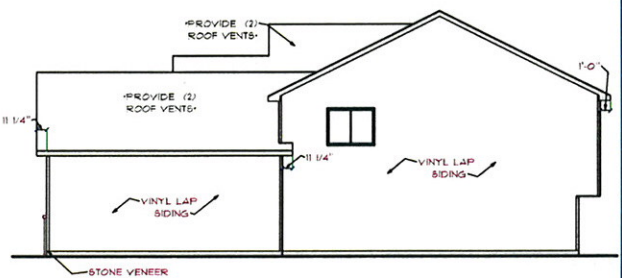 "PROVIDE (2)
ROOF VENTS"
1'-0"
"PROVIDE (2)
ROOF VENTS"
11 1/4"
11 1/4"
VINYL LAP
SIDING
VINYL LAP
SIDING
STONE VENEER